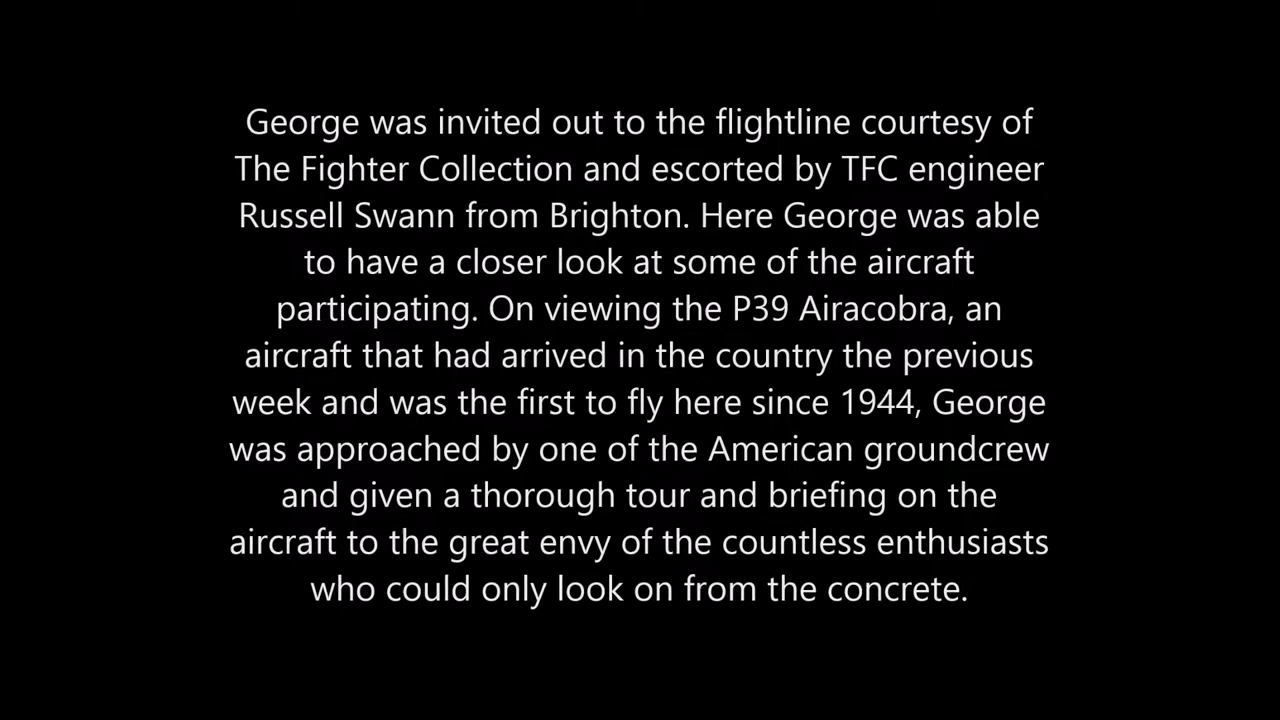 George was invited out to the flightline courtesy of
The Fighter Collection and escorted by TFC engineer
Russell Swann from Brighton. Here George was able
to have a closer look at some of the aircraft
participating. On viewing the P39 Airacobra, an
aircraft that had arrived in the country the previous
week and was the first to fly here since 1944, George
was approached by one of the American groundcrew
and given a thorough tour and briefing on the
aircraft to the great envy of the countless enthusiasts
who could only look on from the concrete.